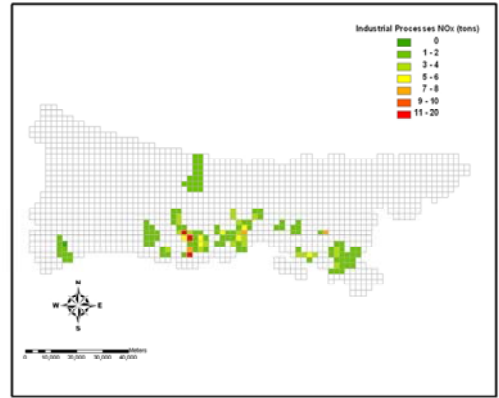 Industrial Processes NOx (tons)
0
1 - 2
3 - 4
5 - 6
7 - 8
9 - 10
11 - 20
N
W E
S
Meters
0 10,000 20,000 30,000 40,000